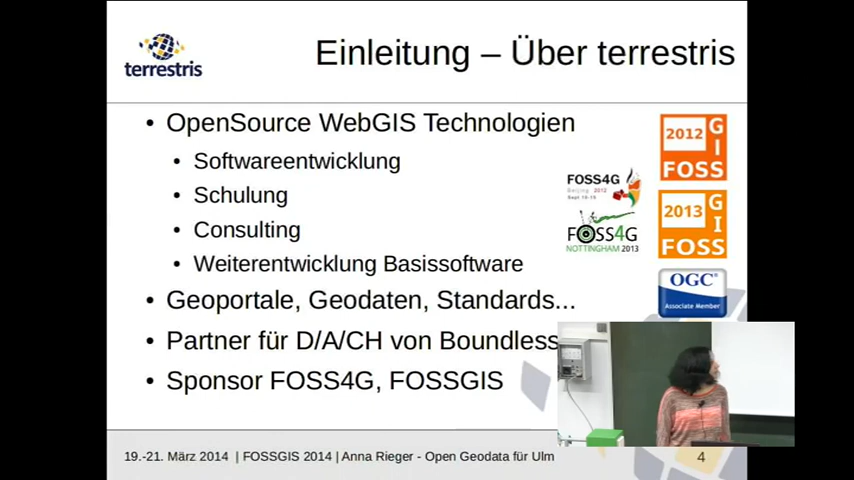 terrestris
Einleitung – Über terrestris
• OpenSource WebGIS Technologien
• Softwareentwicklung
• Schulung
• Consulting
• Weiterentwicklung Basissoftware
• Geoportale, Geodaten, Standards...
• Partner für D/A/CH von Boundless
• Sponsor FOSS4G, FOSSGIS
2012 GIS
FOSS
FOSS4G
Beijing 2012
Sept 10-16
FOSS4G
NOTTINGHAM 2013
2013 GIS
FOSS
OGC®
Associate Member
19.-21. März 2014 | FOSSGIS 2014 | Anna Rieger - Open Geodata für Ulm
4